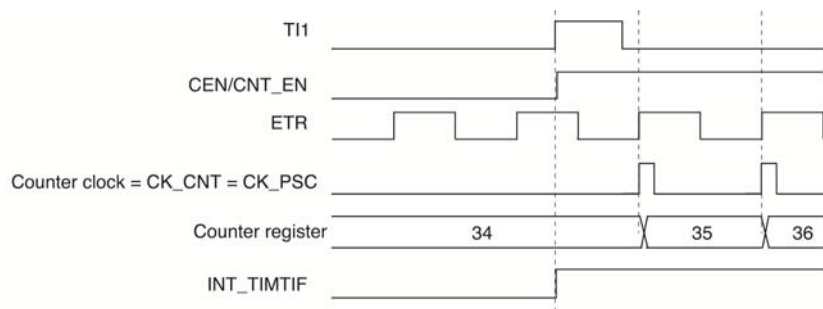 TI1
CEN/CNT_EN
ETR
Counter clock = CK_CNT = CK_PSC
Counter register 34 35 36
INT_TIMTIF